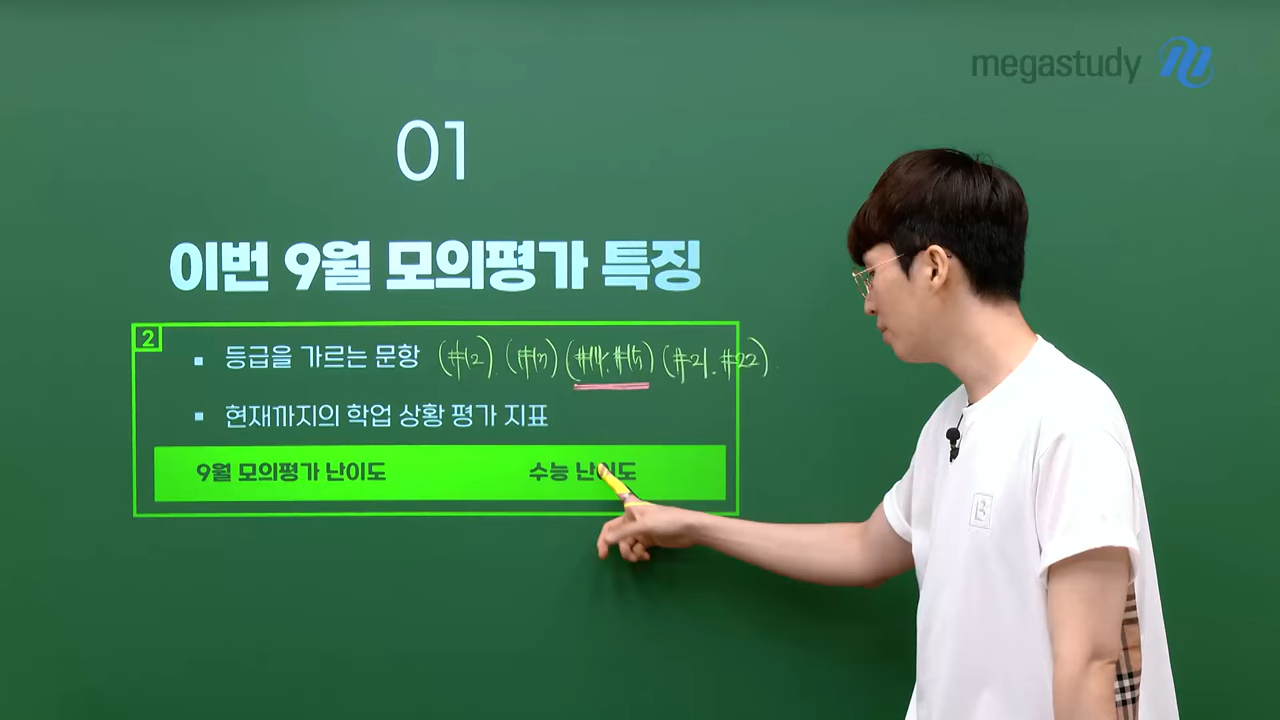 megastudy
01
이번 9월 모의평가 특징
2
▪ 등급을 가르는 문항 (#12). (#13) (#14. #15) (#21. #22).
▪ 현재까지의 학업 상황 평가 지표
9월 모의평가 난이도 수능 난이도
B